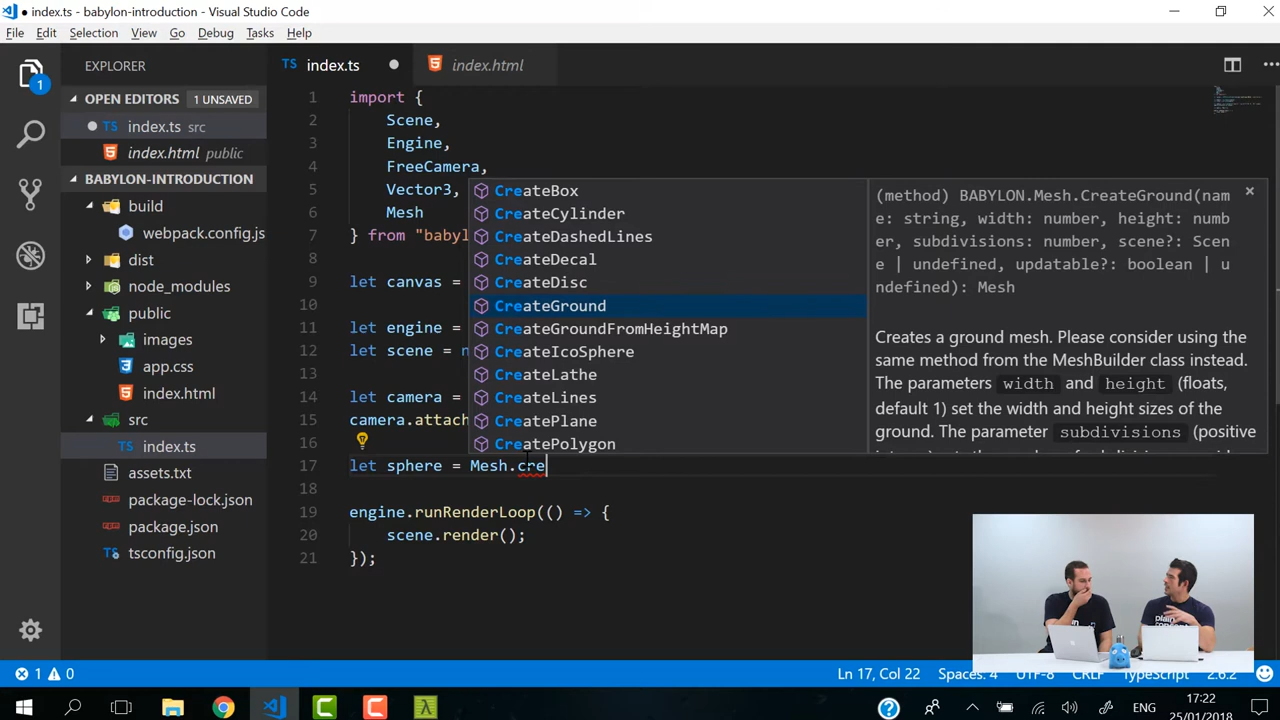 index.ts - babylon-introduction - Visual Studio Code
File Edit Selection View Go Debug Tasks Help
EXPLORER
OPEN EDITORS 1 UNSAVED
index.ts src
index.html public
BABYLON-INTRODUCTION
build
webpack.config.js
dist
node_modules
public
images
app.css
index.html
src
index.ts
assets.txt
package-lock.json
package.json
tsconfig.json
1
TS index.ts
index.html
1 import {
2 Scene,
3 Engine,
4 FreeCamera,
5 Vector3,
6 Mesh
7 } from "babyl
8
9 let canvas =
10
11 let engine =
12 let scene = n
13
14 let camera =
15 camera.attach
16
17 let sphere = Mesh.cre
18
19 engine.runRenderLoop(() => {
20 scene.render();
21 });
CreateBox
CreateCylinder
CreateDashedLines
CreateDecal
CreateDisc
CreateGround
CreateGroundFromHeightMap
CreateIcoSphere
CreateLathe
CreateLines
CreatePlane
CreatePolygon
(method) BABYLON.Mesh.CreateGround(nam
e: string, width: number, height: numb
er, subdivisions: number, scene?: Scen
e | undefined, updatable?: boolean | u
ndefined): Mesh
Creates a ground mesh. Please consider using the
same method from the MeshBuilder class instead.
The parameters width and height (floats,
default 1) set the width and height sizes of the
ground. The parameter subdivisions (positive
plain
plain
1 0
Ln 17, Col 22 Spaces: 4 UTF-8 CRLF TypeScript 2.6.2
ENG
17:22
25/01/2018